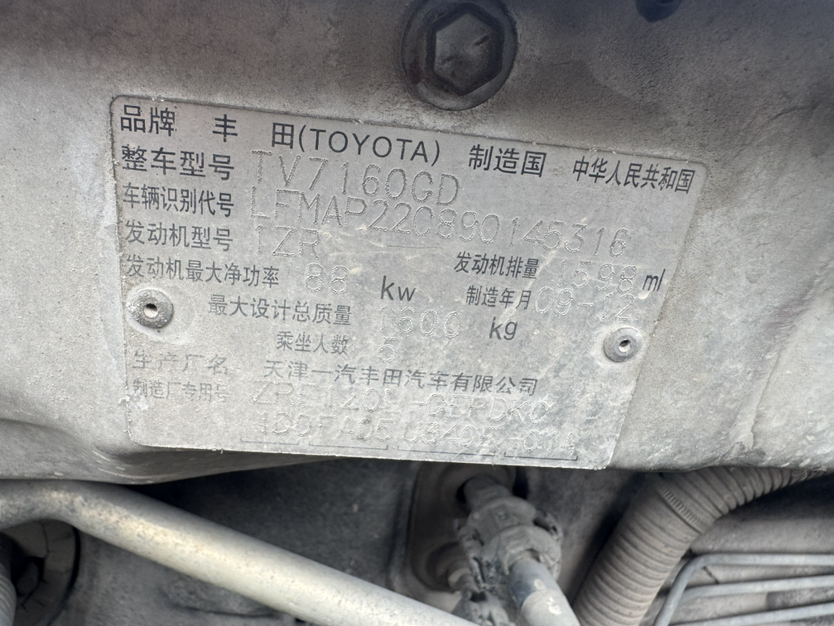 品牌 丰 田(TOYOTA) 制造国 中华人民共和国
整车型号 TV7160GD
车辆识别代号 LFMAP22C890145316
发动机型号 1ZR 发动机排量 1598 ml
发动机最大净功率 88 kw 制造年月
最大设计总质量 kg
乘坐人数 5
生产厂名 天津一汽丰田汽车有限公司
制造厂专用号